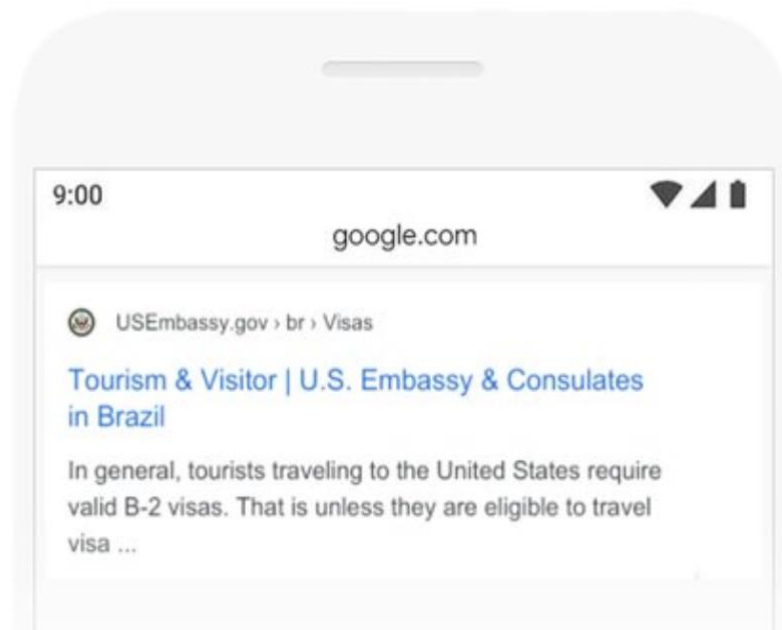 9:00
google.com
USEmbassy.gov › br › Visas
Tourism & Visitor | U.S. Embassy & Consulates
in Brazil
In general, tourists traveling to the United States require
valid B-2 visas. That is unless they are eligible to travel
visa ...